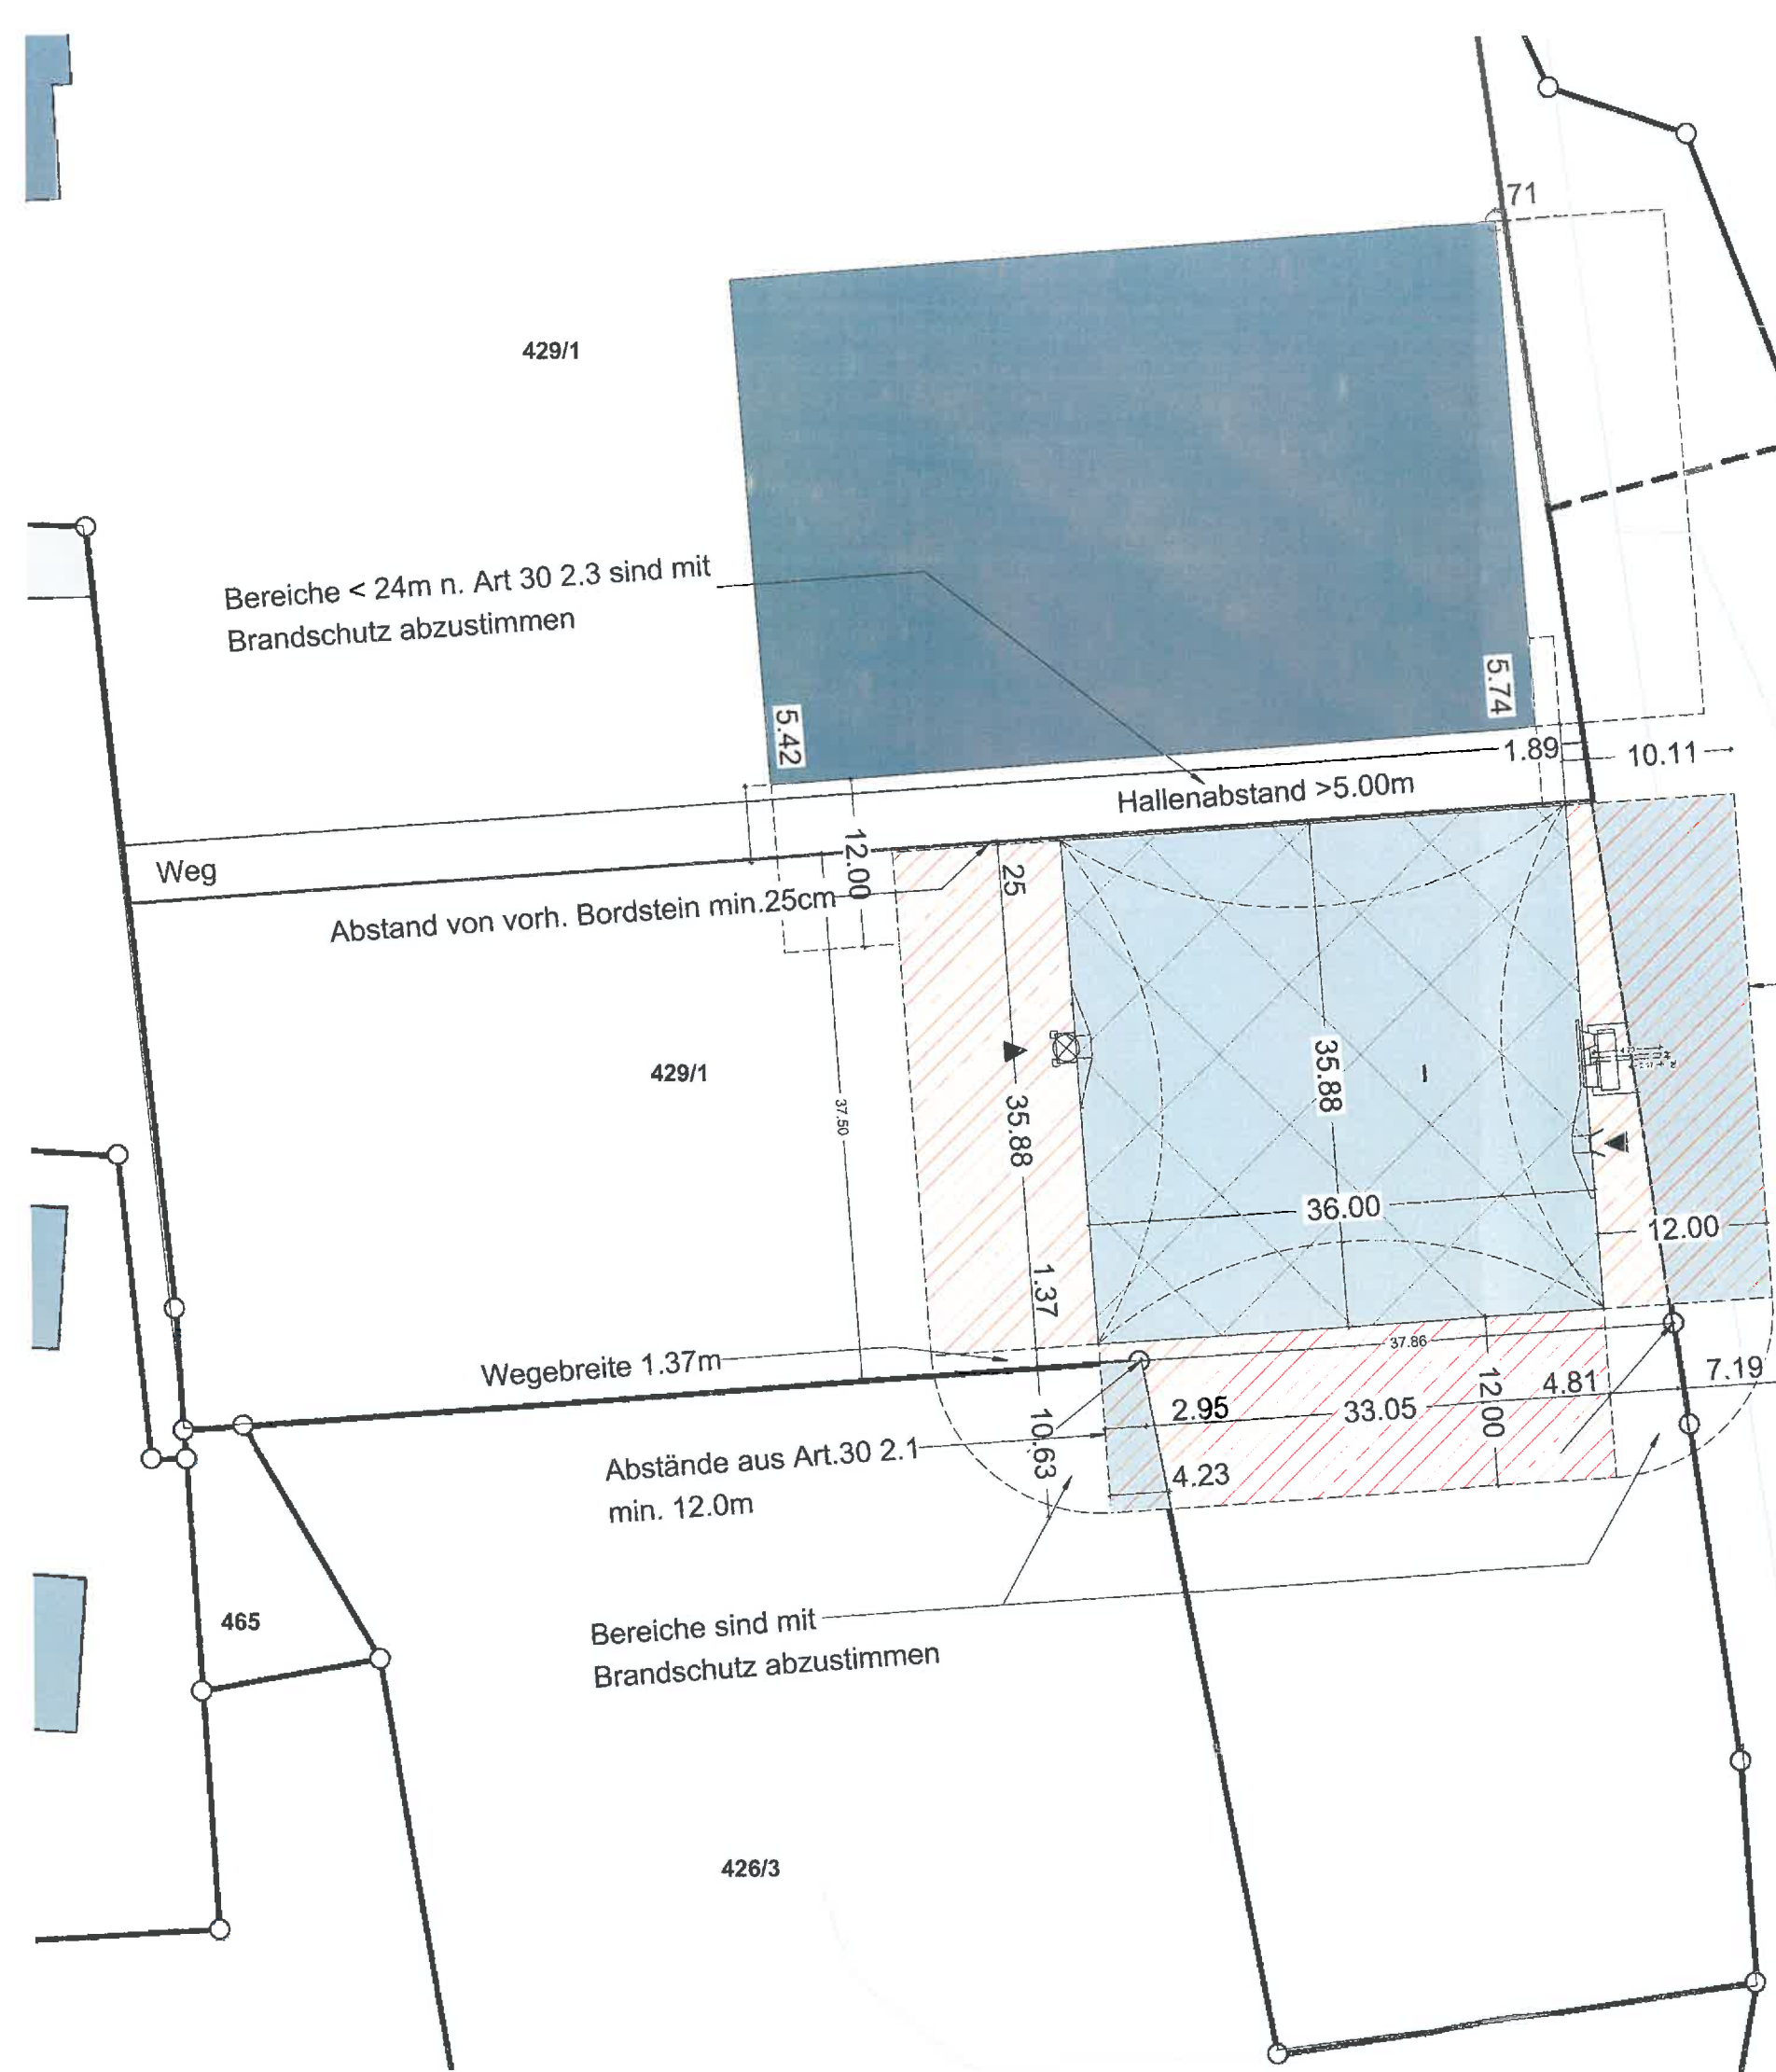 71
429/1
Bereiche < 24m n. Art 30 2.3 sind mit
Brandschutz abzustimmen
5.74
5.42
1.89
10.11
Hallenabstand >5.00m
12.00
Weg
25
Abstand von vorh. Bordstein min.25cm
429/1
35.88
I
37.50
35.88
36.00
12.00
1.37
37.86
Wegebreite 1.37m
4.81
7.19
2.95
33.05
12.00
10.63
Abstände aus Art.30 2.1
min. 12.0m
4.23
465
Bereiche sind mit
Brandschutz abzustimmen
426/3